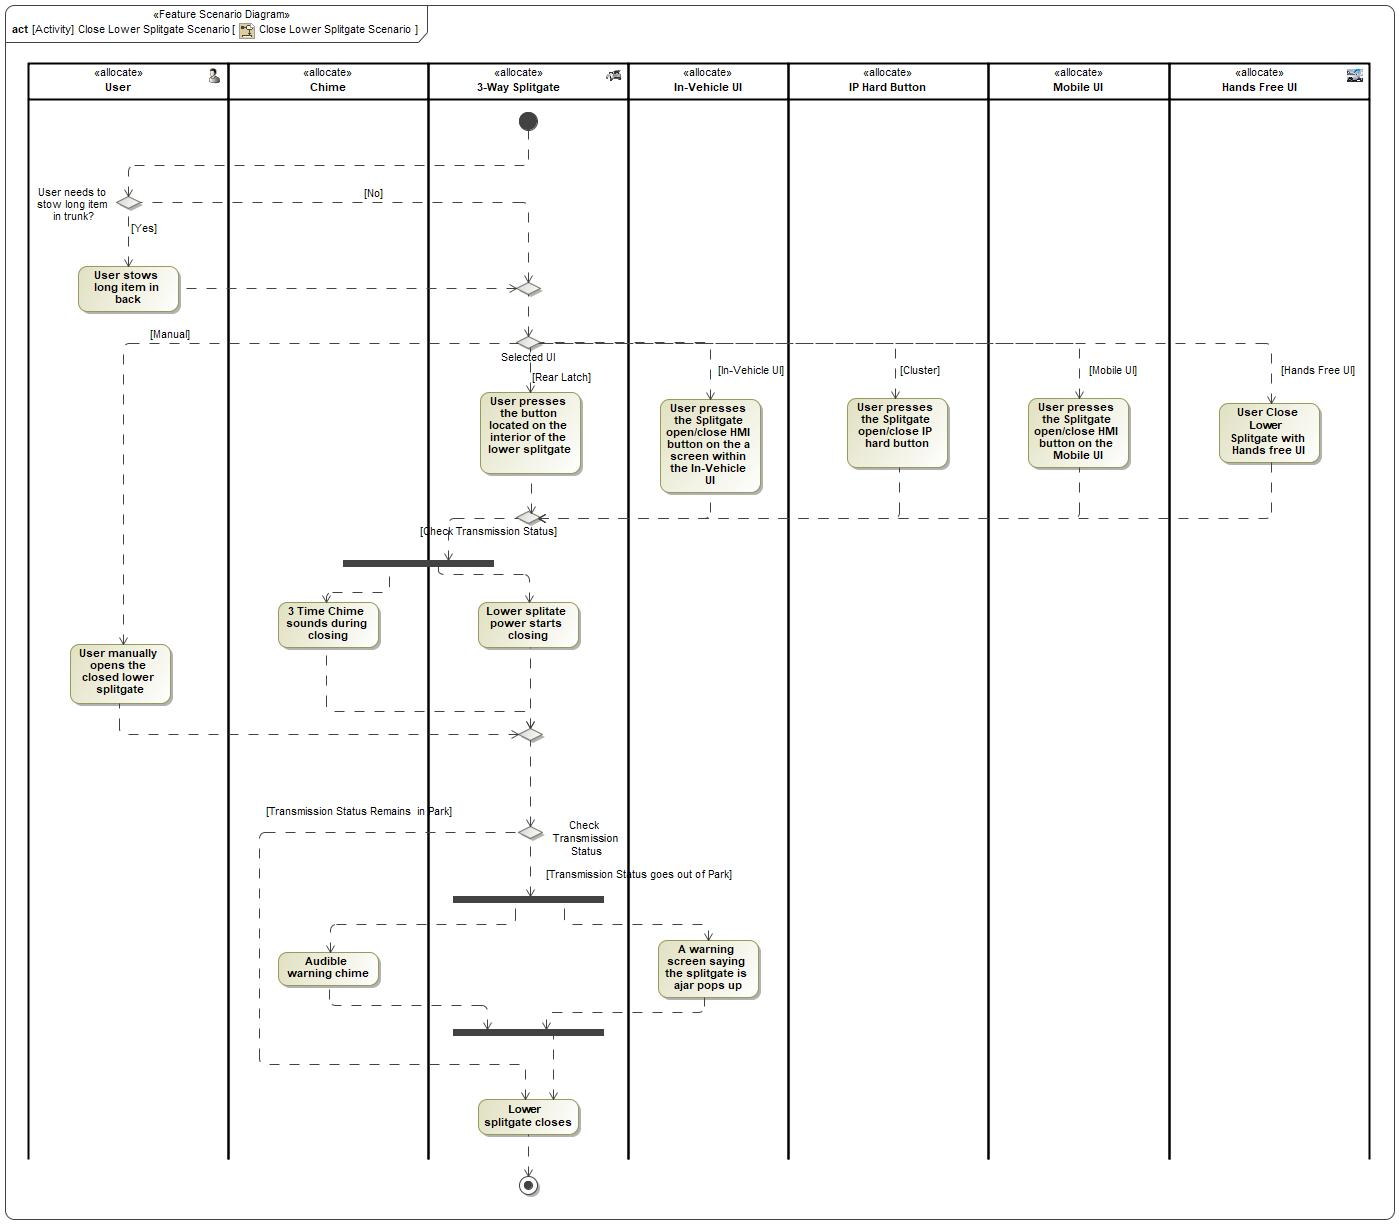 «Feature Scenario Diagram»
act [Activity] Close Lower Splitgate Scenario [ Close Lower Splitgate Scenario ]
«allocate»
User
«allocate»
Chime
«allocate»
3-Way Splitgate
«allocate»
In-Vehicle UI
«allocate»
IP Hard Button
«allocate»
Mobile UI
«allocate»
Hands Free UI
User needs to
stow long item
in trunk?
[No]
[Yes]
User stows
long item in
back
[Manual]
Selected UI
[Rear Latch]
[In-Vehicle UI]
[Cluster]
[Mobile UI]
[Hands Free UI]
User presses
the button
located on the
interior of the
lower splitgate
User presses
the Splitgate
open/close HMI
button on the a
screen within
the In-Vehicle
UI
User presses
the Splitgate
open/close IP
hard button
User presses
the Splitgate
open/close HMI
button on the
Mobile UI
User Close
Lower
Splitgate with
Hands free UI
[Check Transmission Status]
3 Time Chime
sounds during
closing
Lower splitate
power starts
closing
User manually
opens the
closed lower
splitgate
[Transmission Status Remains  in Park]
Check
Transmission
Status
[Transmission Status goes out of Park]
Audible
warning chime
A warning
screen saying
the splitgate is
ajar pops up
Lower
splitgate closes